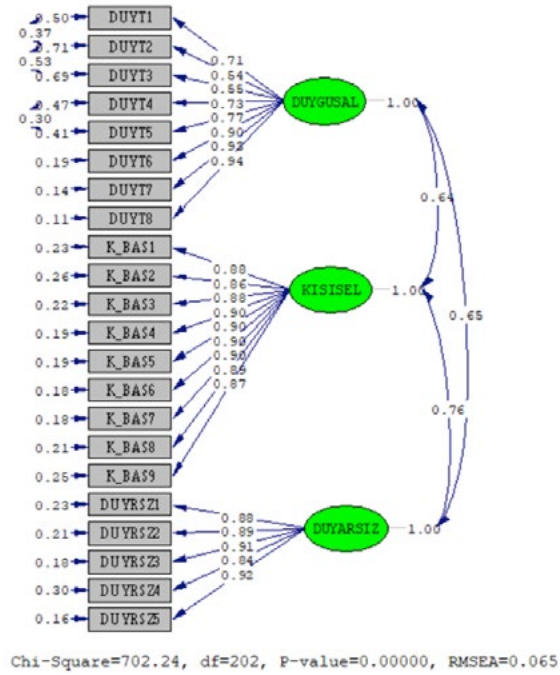 0.50 DUYT1
0.37
0.71 DUYT2
0.53
0.69 DUYT3
0.47 DUYT4
0.30
0.41 DUYT5
0.19 DUYT6
0.14 DUYT7
0.11 DUYT8
0.71
0.54
0.55
0.73
0.77
0.90
0.93
0.94
DUYGUSAL 1.00
0.23 K_BAS1
0.26 K_BAS2
0.22 K_BAS3
0.19 K_BAS4
0.19 K_BAS5
0.18 K_BAS6
0.18 K_BAS7
0.21 K_BAS8
0.25 K_BAS9
0.88
0.86
0.88
0.90
0.90
0.90
0.90
0.89
0.87
KISISEL 1.00
0.23 DUYRSZ1
0.21 DUYRSZ2
0.18 DUYRSZ3
0.30 DUYRSZ4
0.16 DUYRSZ5
0.88
0.89
0.91
0.84
0.92
DUYARSIZ 1.00
0.64
0.65
0.76
Chi-Square=702.24, df=202, P-value=0.00000, RMSEA=0.065